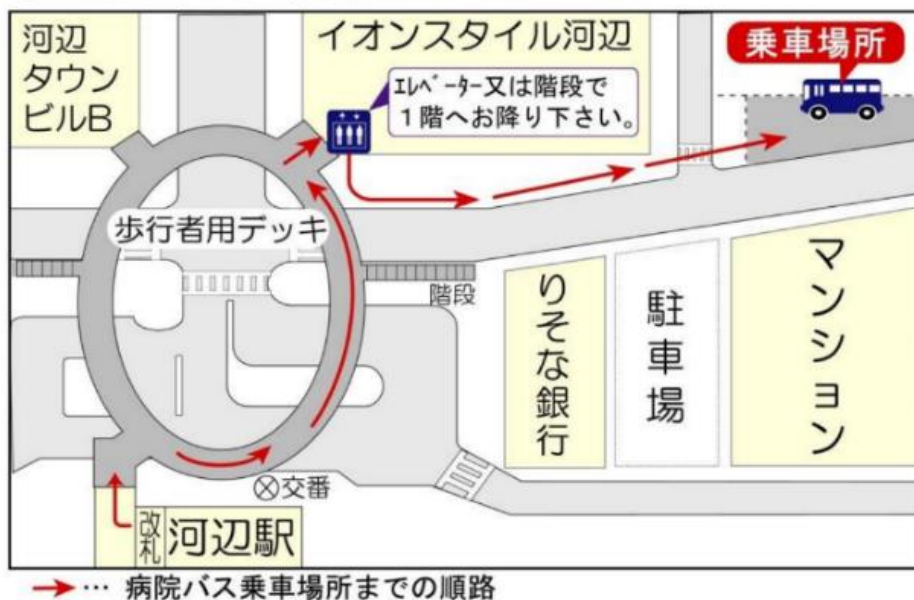 河辺
タウン
ビルB
イオンスタイル河辺
乗車場所
ｴﾚﾍﾞｰﾀｰ又は階段で
１階へお降り下さい。
歩行者用デッキ
階段
りそな銀行
駐車場
マンション
交番
改札
河辺駅
→… 病院バス乗車場所までの順路